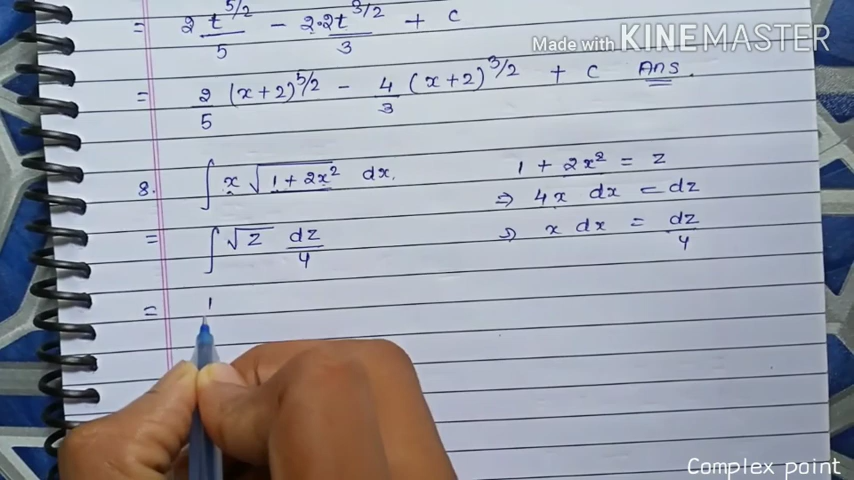 = 2 t^5/2 / 5 - 2·2t^3/2 / 3 + c
Made with KINEMASTER
= 2/5 (x+2)^5/2 - 4/3 (x+2)^3/2 + c Ans.
8. ∫ x √(1+2x²) dx. 1 + 2x² = z
⇒ 4x dx = dz
= ∫ √z dz/4 ⇒ x dx = dz/4
= 1
Complex point